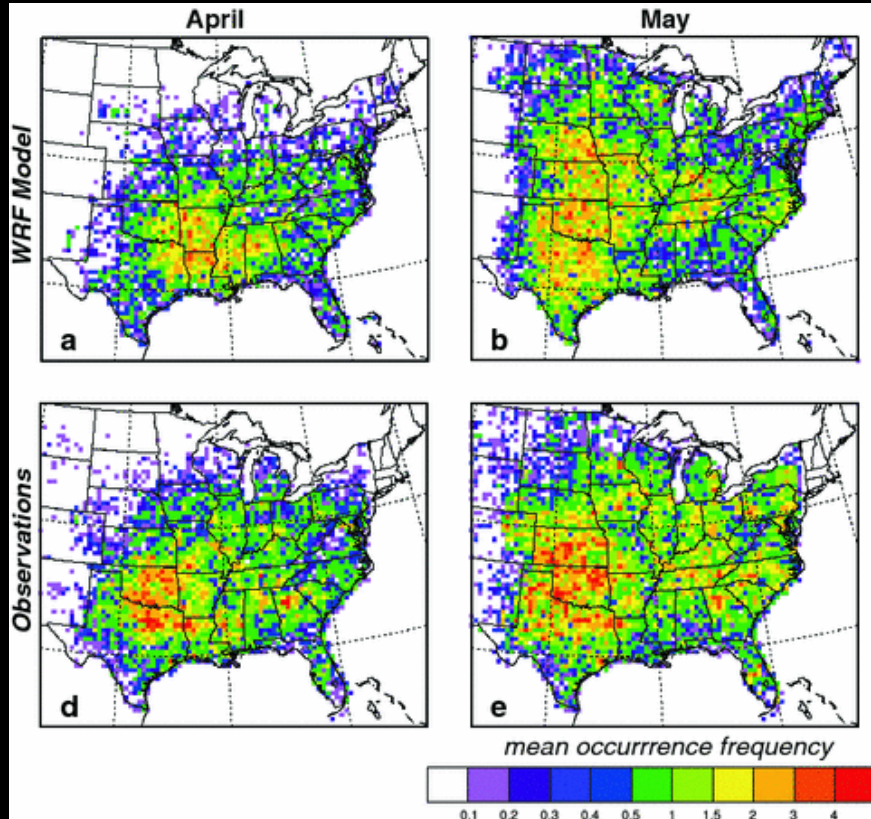 April
May
WRF Model
a
b
Observations
d
e
mean occurrrence frequency
0.1 0.2 0.3 0.4 0.5 1 1.5 2 3 4